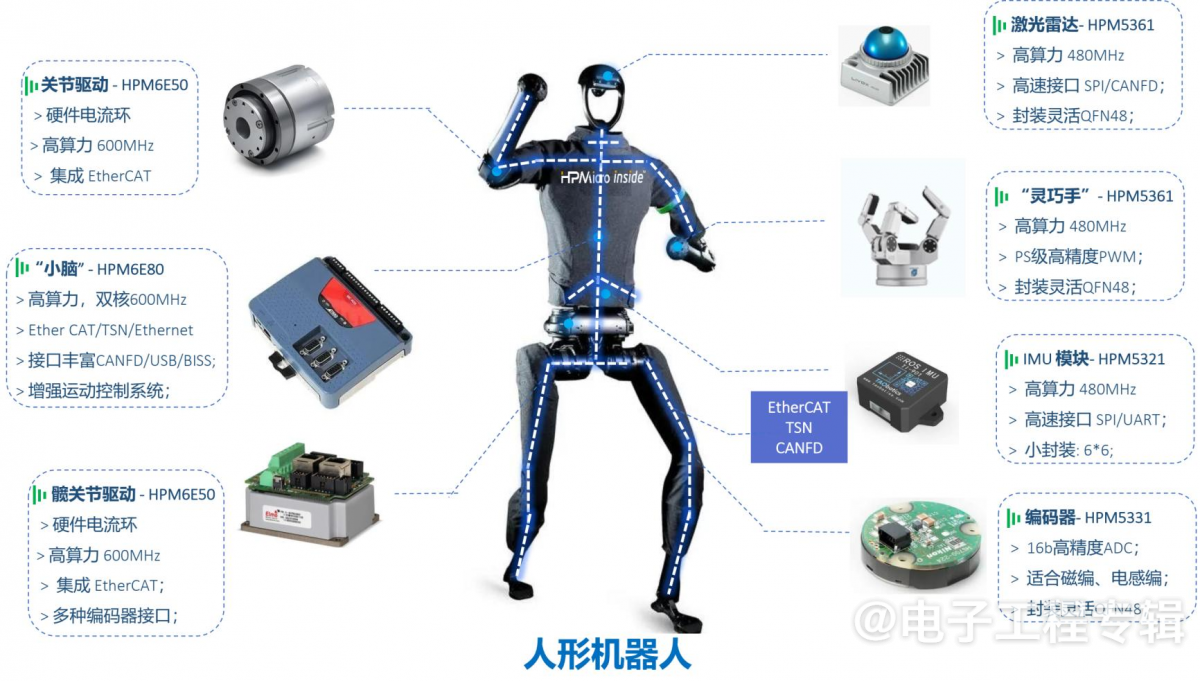 关节驱动 - HPM6E50
> 硬件电流环
> 高算力 600MHz
> 集成 EtherCAT
“小脑” - HPM6E80
> 高算力，双核600MHz
> Ether CAT/TSN/Ethernet
> 接口丰富CANFD/USB/BISS;
> 增强运动控制系统；
髋关节驱动 - HPM6E50
> 硬件电流环
> 高算力 600MHz
> 集成 EtherCAT；
> 多种编码器接口；
HPMicro inside
人形机器人
EtherCAT
TSN
CANFD
激光雷达- HPM5361
> 高算力 480MHz
> 高速接口 SPI/CANFD；
> 封装灵活QFN48；
“灵巧手” - HPM5361
> 高算力 480MHz
> PS级高精度PWM；
> 封装灵活QFN48；
IMU 模块- HPM5321
> 高算力 480MHz
> 高速接口 SPI/UART；
> 小封装: 6*6;
ROS IMU
编码器- HPM5331
> 16b高精度ADC；
> 适合磁编、电感编；
> 封装灵活QFN48；
Nikon
@电子工程专辑